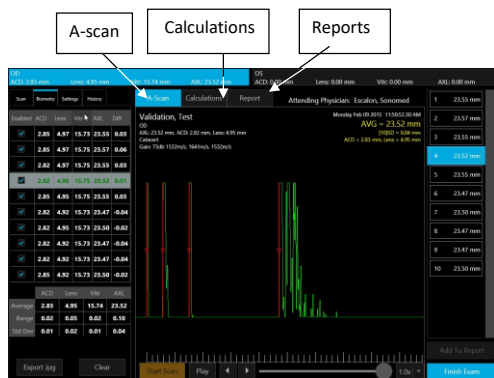 A-scan
Calculations
Reports
OD
ACD: 2.83 mm Lens: 4.95 mm Vitr: 15.74 mm AXL: 23.52 mm
OS
ACD: 0.00 mm Lens: 0.00 mm Vitr: 0.00 mm AXL: 0.00 mm
Scan Biometry Settings History
A-Scan Calculations Report Attending Physician: Escalon, Sonomed
Enabled ACD Lens Vitr AXL Diff
2.85 4.97 15.73 23.55 0.03
2.85 4.97 15.75 23.57 0.06
2.82 4.95 15.73 23.55 0.03
2.82 4.95 15.75 23.52 0.01
2.85 4.95 15.75 23.55 0.03
2.82 4.92 15.73 23.47 -0.04
2.82 4.95 15.73 23.50 -0.02
2.82 4.92 15.73 23.47 -0.04
2.82 4.92 15.73 23.47 -0.04
2.85 4.92 15.73 23.50 -0.02
ACD Lens Vitr AXL
Average 2.83 4.95 15.74 23.52
Range 0.02 0.05 0.02 0.10
Std Dev 0.01 0.02 0.01 0.04
Export Jpg Clear
Validation, Test
OD
AXL: 23.52 mm, ACD: 2.82 mm, Lens: 4.95 mm
Cataract
Gain: 73db 1532m/s, 1641m/s, 1532m/s
Monday Feb 09 2015 11:50:52.30 AM
AVG = 23.52 mm
[10]SD = 0.04 mm
ACD = 2.83 mm, Lens = 4.95 mm
Start Scan Play 1.0x
1 23.55 mm
2 23.57 mm
3 23.55 mm
4 23.52 mm
5 23.55 mm
6 23.47 mm
7 23.50 mm
8 23.47 mm
9 23.47 mm
10 23.50 mm
Add To Report
Finish Exam